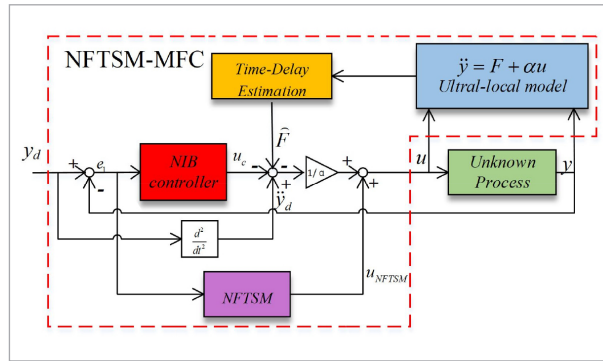 NFTSM-MFC
Time-Delay
Estimation
ÿ = F + αu
Ultral-local model
F̂
y_d
+
e_1
-
NIB
controller
u_c
-
-
+
ÿ_d
1/α
+
+
u
Unknown
Process
y
d²/dt²
NFTSM
u_NFTSM